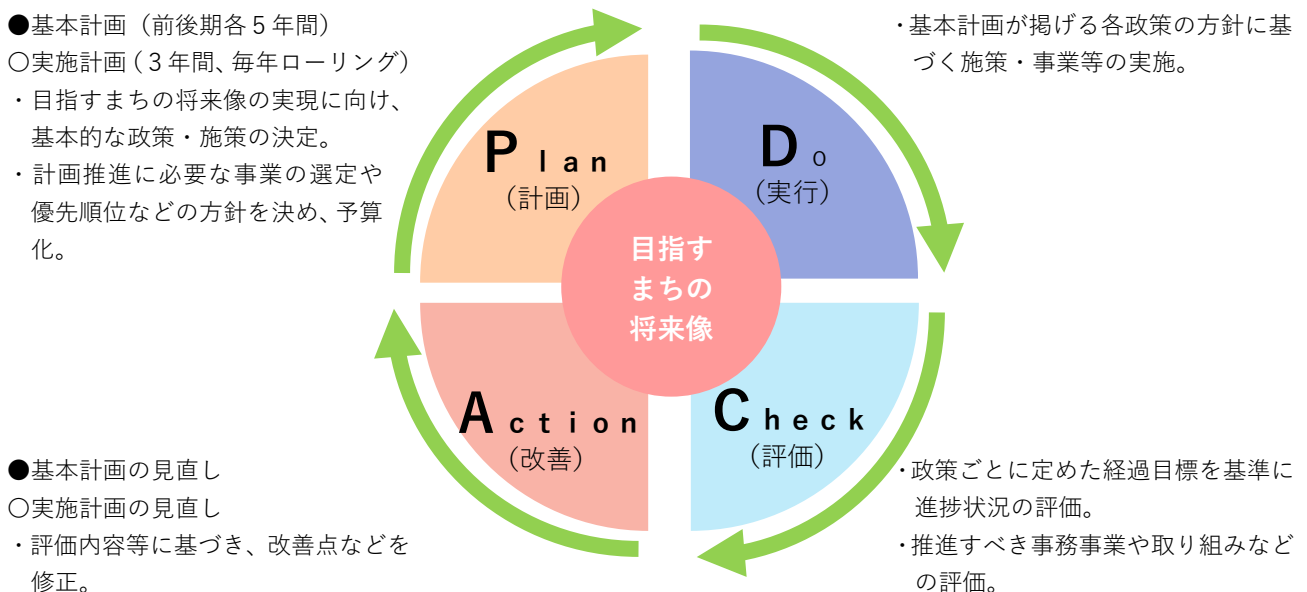 ●基本計画（前後期各５年間）
○実施計画（３年間、毎年ローリング）
・目指すまちの将来像の実現に向け、
基本的な政策・施策の決定。
・計画推進に必要な事業の選定や
優先順位などの方針を決め、予算
化。
Plan
（計画）
・基本計画が掲げる各政策の方針に基
づく施策・事業等の実施。
Do
（実行）
目指す
まちの
将来像
Action
（改善）
●基本計画の見直し
○実施計画の見直し
・評価内容等に基づき、改善点などを
修正。
Check
（評価）
・政策ごとに定めた経過目標を基準に
進捗状況の評価。
・推進すべき事務事業や取り組みなど
の評価。